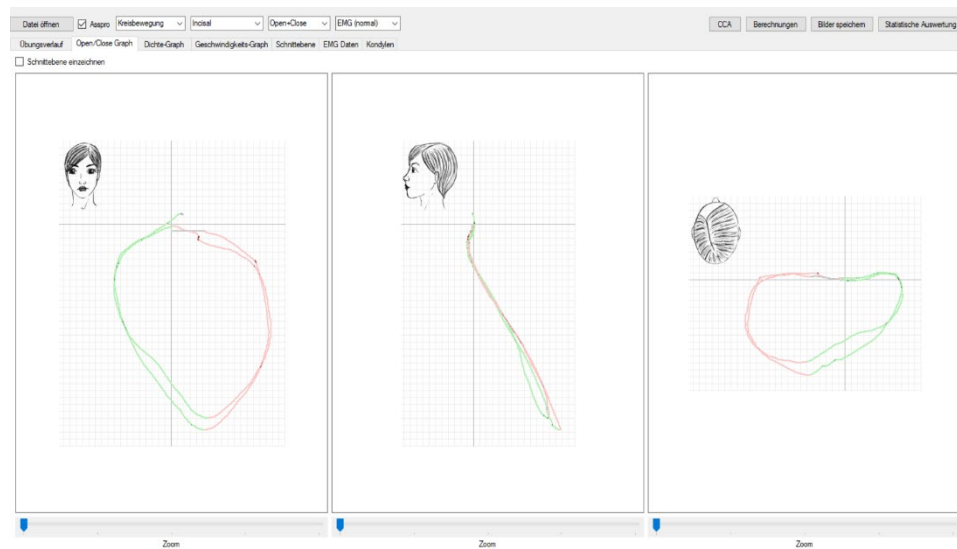 Datei öffnen Asspro Kreisbewegung Incisal Open+Close EMG (normal) CCA Berechnungen Bilder speichern Statistische Auswertung
Übungsverlauf Open/Close Graph Dichte-Graph Geschwindigkeits-Graph Schnittebene EMG Daten Kondylen
Schnittebene einzeichnen
Zoom Zoom Zoom